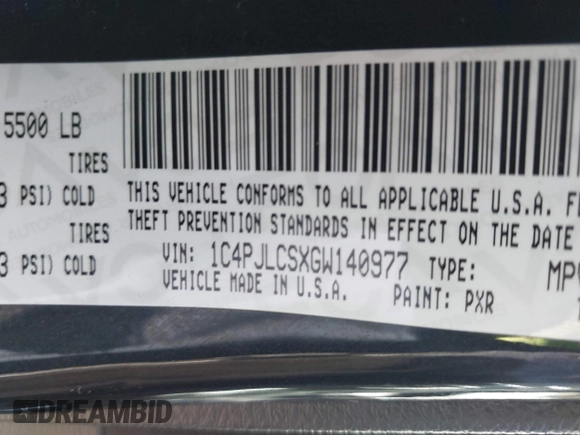 5500 LB
TIRES
3 PSI) COLD
TIRES
3 PSI) COLD
THIS VEHICLE CONFORMS TO ALL APPLICABLE U.S.A.
THEFT PREVENTION STANDARDS IN EFFECT ON THE DATE
VIN: 1C4PJLCSXGW140977 TYPE: MPV
VEHICLE MADE IN U.S.A. PAINT: PXR
DREAMBID